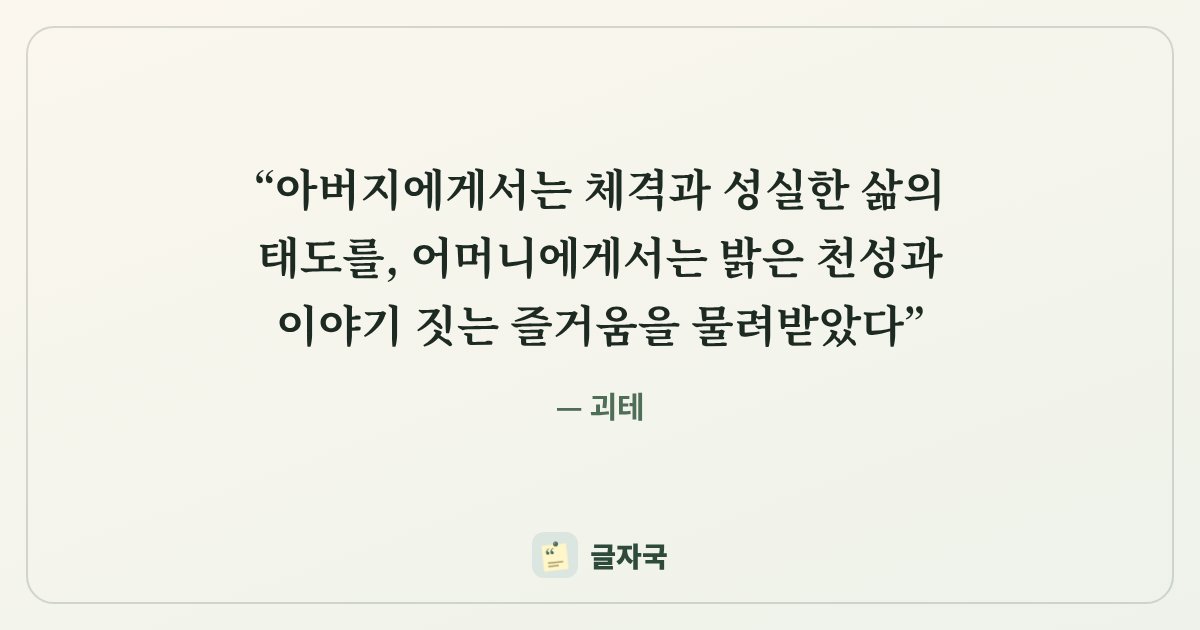 “아버지에게서는 체격과 성실한 삶의
태도를, 어머니에게서는 밝은 천성과
이야기 짓는 즐거움을 물려받았다”
— 괴테
글자국